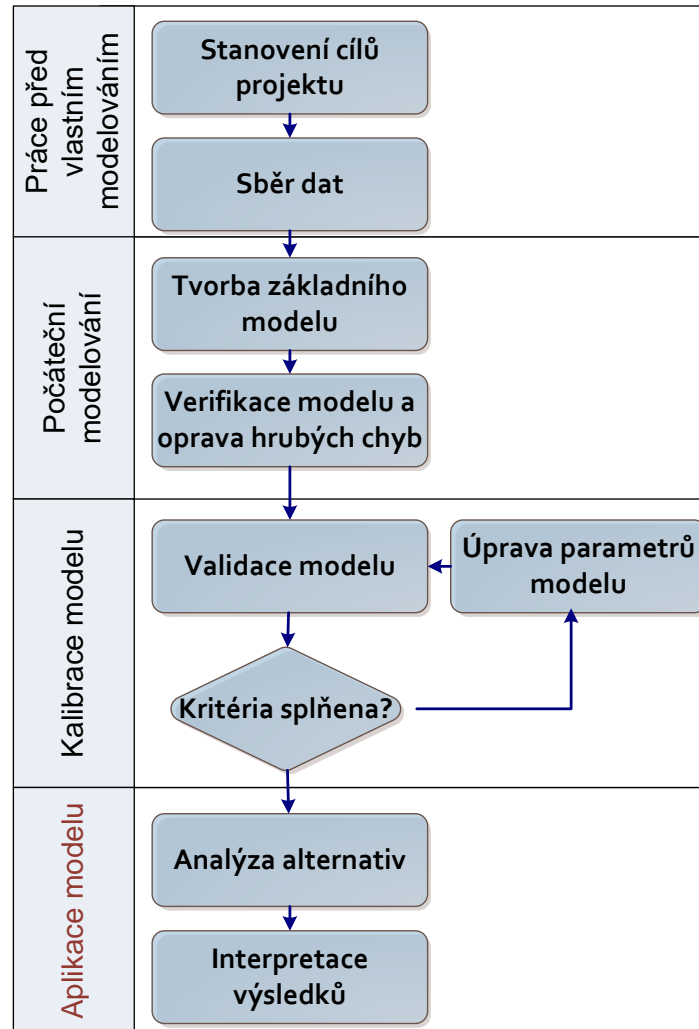 Práce před
vlastním
modelováním
Stanovení cílů
projektu
Sběr dat
Počáteční
modelování
Tvorba základního
modelu
Verifikace modelu a
oprava hrubých chyb
Kalibrace modelu
Validace modelu
Úprava parametrů
modelu
Kritéria splňena?
Aplikace modelu
Analýza alternativ
Interpretace
výsledků